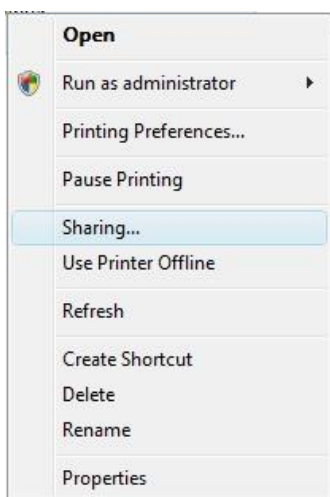 Open
Run as administrator
Printing Preferences...
Pause Printing
Sharing...
Use Printer Offline
Refresh
Create Shortcut
Delete
Rename
Properties